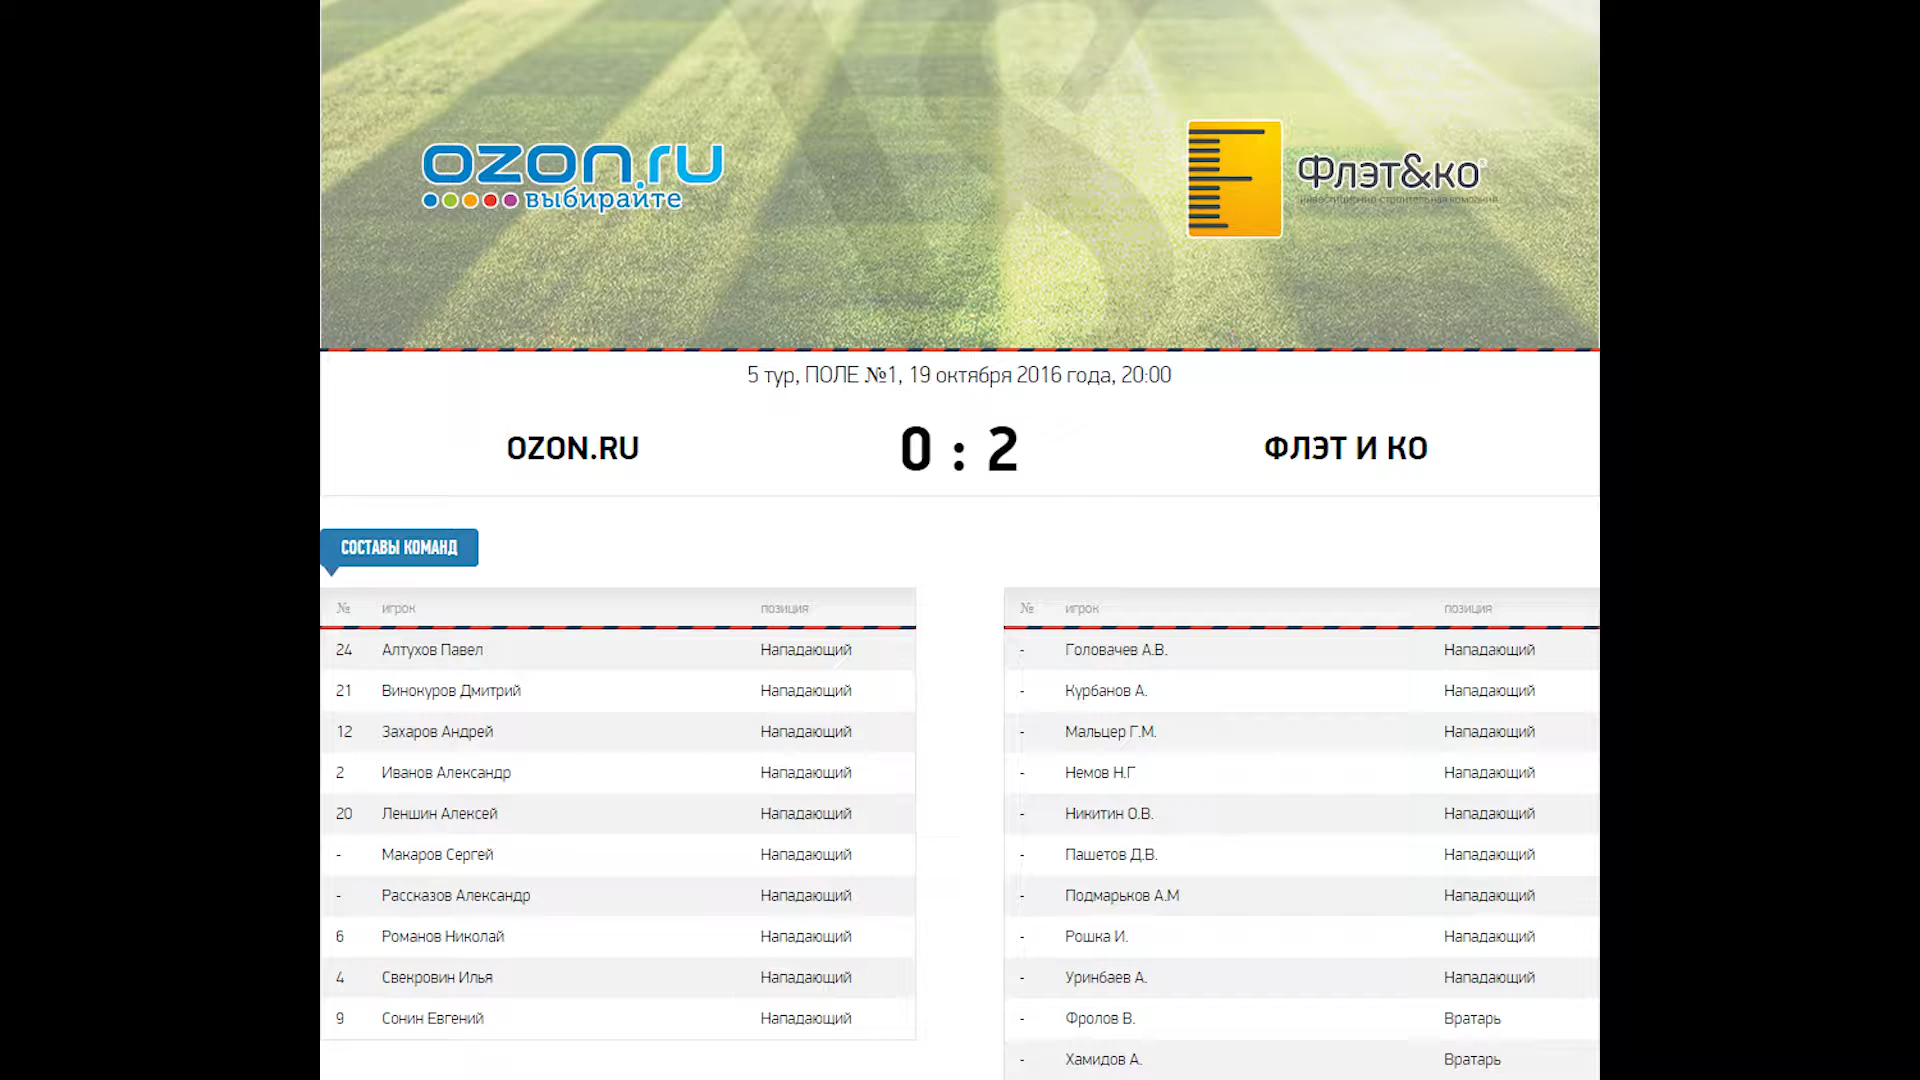 ozon.ru
выбирайте
Флэт&ко
инвестиционно-строительная компания
5 тур, ПОЛЕ №1, 19 октября 2016 года, 20:00
OZON.RU 0 : 2 ФЛЭТ И КО
СОСТАВЫ КОМАНД
№ игрок позиция
24 Алтухов Павел Нападающий
21 Винокуров Дмитрий Нападающий
12 Захаров Андрей Нападающий
2 Иванов Александр Нападающий
20 Леншин Алексей Нападающий
- Макаров Сергей Нападающий
- Рассказов Александр Нападающий
6 Романов Николай Нападающий
4 Свекровин Илья Нападающий
9 Сонин Евгений Нападающий
№ игрок позиция
- Головачев А.В. Нападающий
- Курбанов А. Нападающий
- Мальцер Г.М. Нападающий
- Немов Н.Г Нападающий
- Никитин О.В. Нападающий
- Пашетов Д.В. Нападающий
- Подмарьков А.М Нападающий
- Рошка И. Нападающий
- Уринбаев А. Нападающий
- Фролов В. Вратарь
- Хамидов А. Вратарь